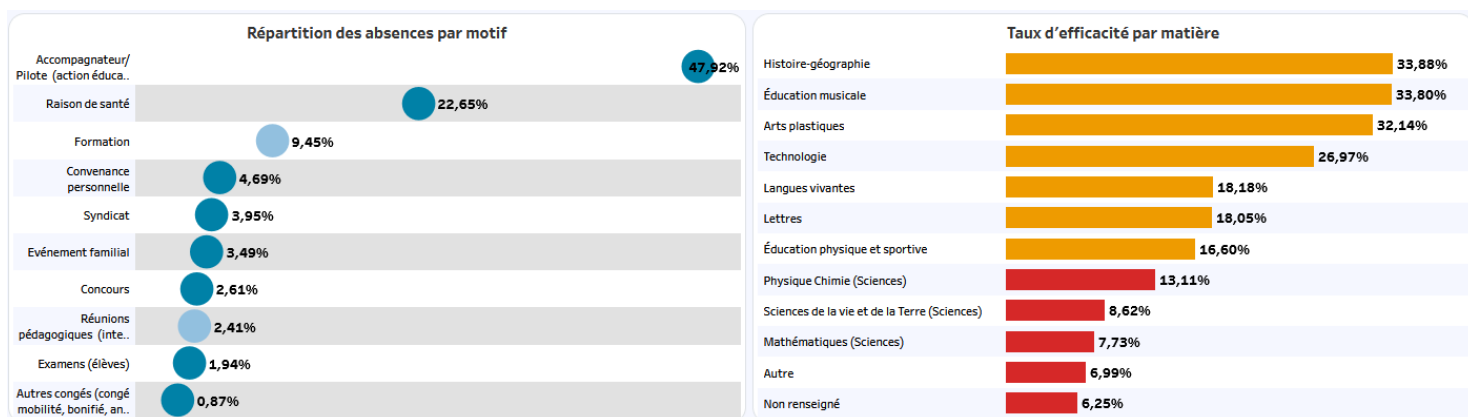 Répartition des absences par motif
Accompagnateur/
Pilote (action éduca..
47,92%
Raison de santé
22,65%
Formation
9,45%
Convenance
personnelle
4,69%
Syndicat
3,95%
Evénement familial
3,49%
Concours
2,61%
Réunions
pédagogiques (inte..
2,41%
Examens (élèves)
1,94%
Autres congés (congé
mobilité, bonifié, an..
0,87%
Taux d’efficacité par matière
Histoire-géographie
33,88%
Éducation musicale
33,80%
Arts plastiques
32,14%
Technologie
26,97%
Langues vivantes
18,18%
Lettres
18,05%
Éducation physique et sportive
16,60%
Physique Chimie (Sciences)
13,11%
Sciences de la vie et de la Terre (Sciences)
8,62%
Mathématiques (Sciences)
7,73%
Autre
6,99%
Non renseigné
6,25%